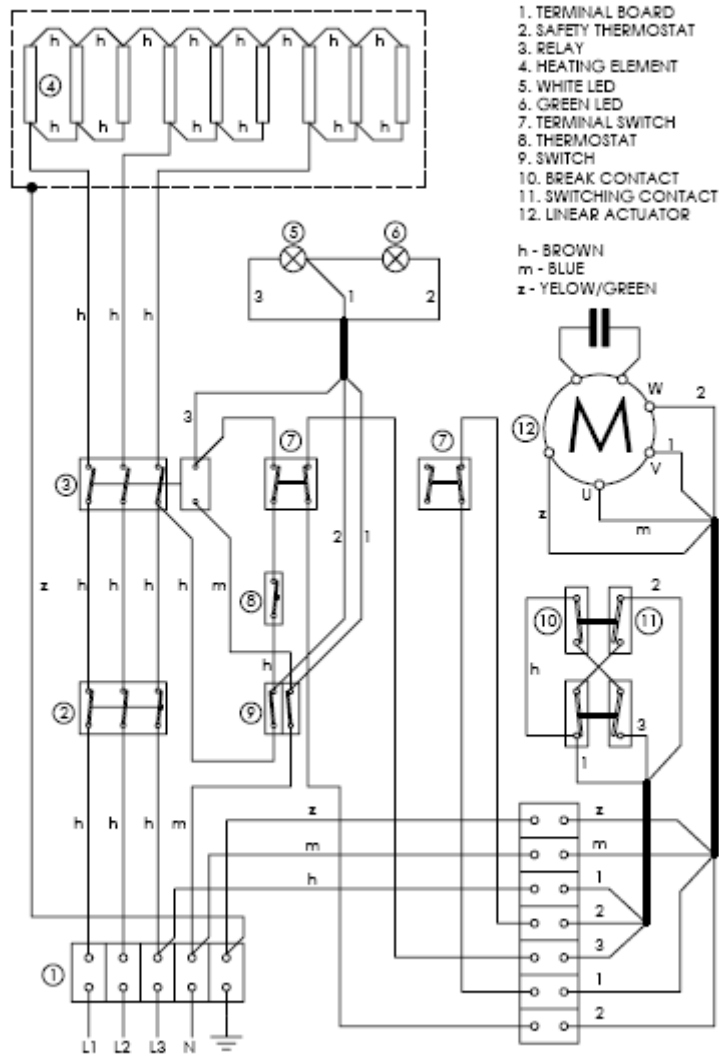 1. TERMINAL BOARD
2. SAFETY THERMOSTAT
3. RELAY
4. HEATING ELEMENT
5. WHITE LED
6. GREEN LED
7. TERMINAL SWITCH
8. THERMOSTAT
9. SWITCH
10. BREAK CONTACT
11. SWITCHING CONTACT
12. LINEAR ACTUATOR
h - BROWN
m - BLUE
z - YELOW/GREEN
h h h h h h h h
4
h h h h h
5 6
3 1 2
h h h
W 2
3
7 7
12 M
1
V
3
U
z m
2 1
z h h h m
8
2
10 11
h
h
2 9
3
1
h h h m
z z
m m
h 1
2
3
1
1
2
L1 L2 L3 N